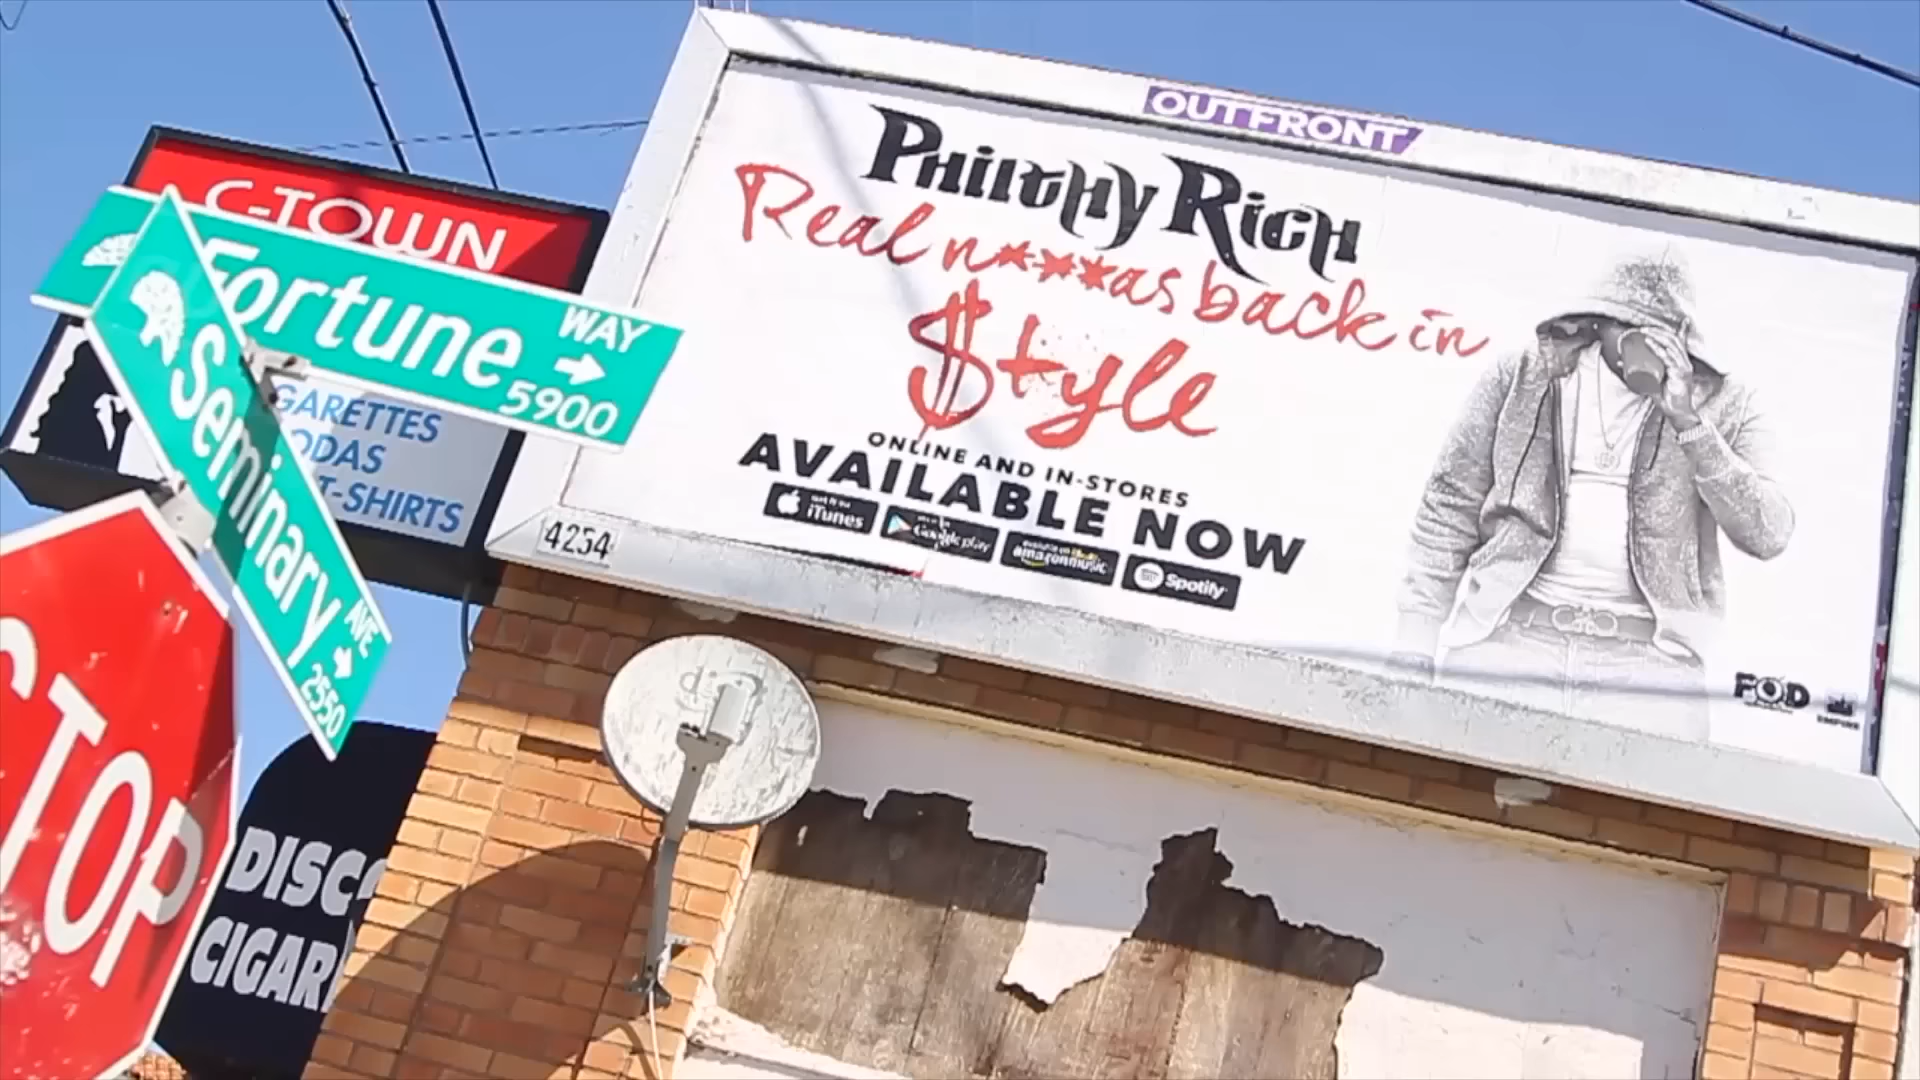 OUTFRONT
PHILTHY RICH
Real n****as back in
$tyle
ONLINE AND IN-STORES
AVAILABLE NOW
iTunes
Google play
amazonmusic
Spotify
4254
FOD
EMPIRE
C-TOWN
Fortune WAY
5900
Seminary AVE
2550
GARETTES
ODAS
T-SHIRTS
STOP
DISC
CIGAR